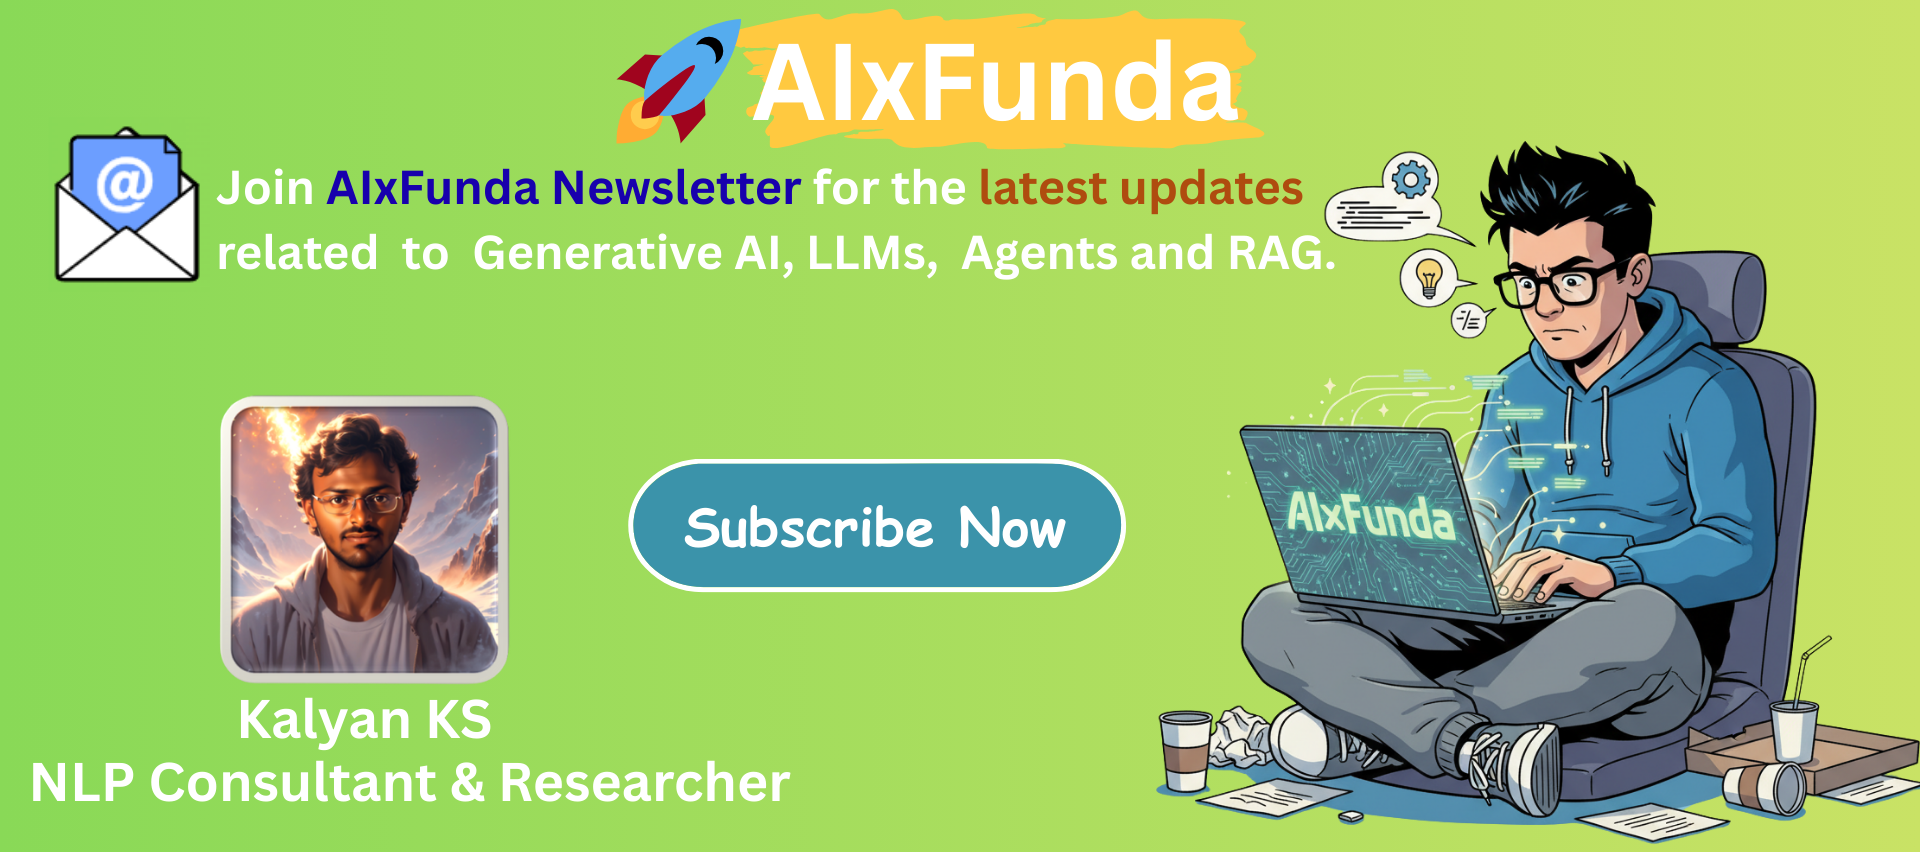 AIxFunda
Join AIxFunda Newsletter for the latest updates
related to Generative AI, LLMs, Agents and RAG.
@
Subscribe Now
AIxFunda
Kalyan KS
NLP Consultant & Researcher